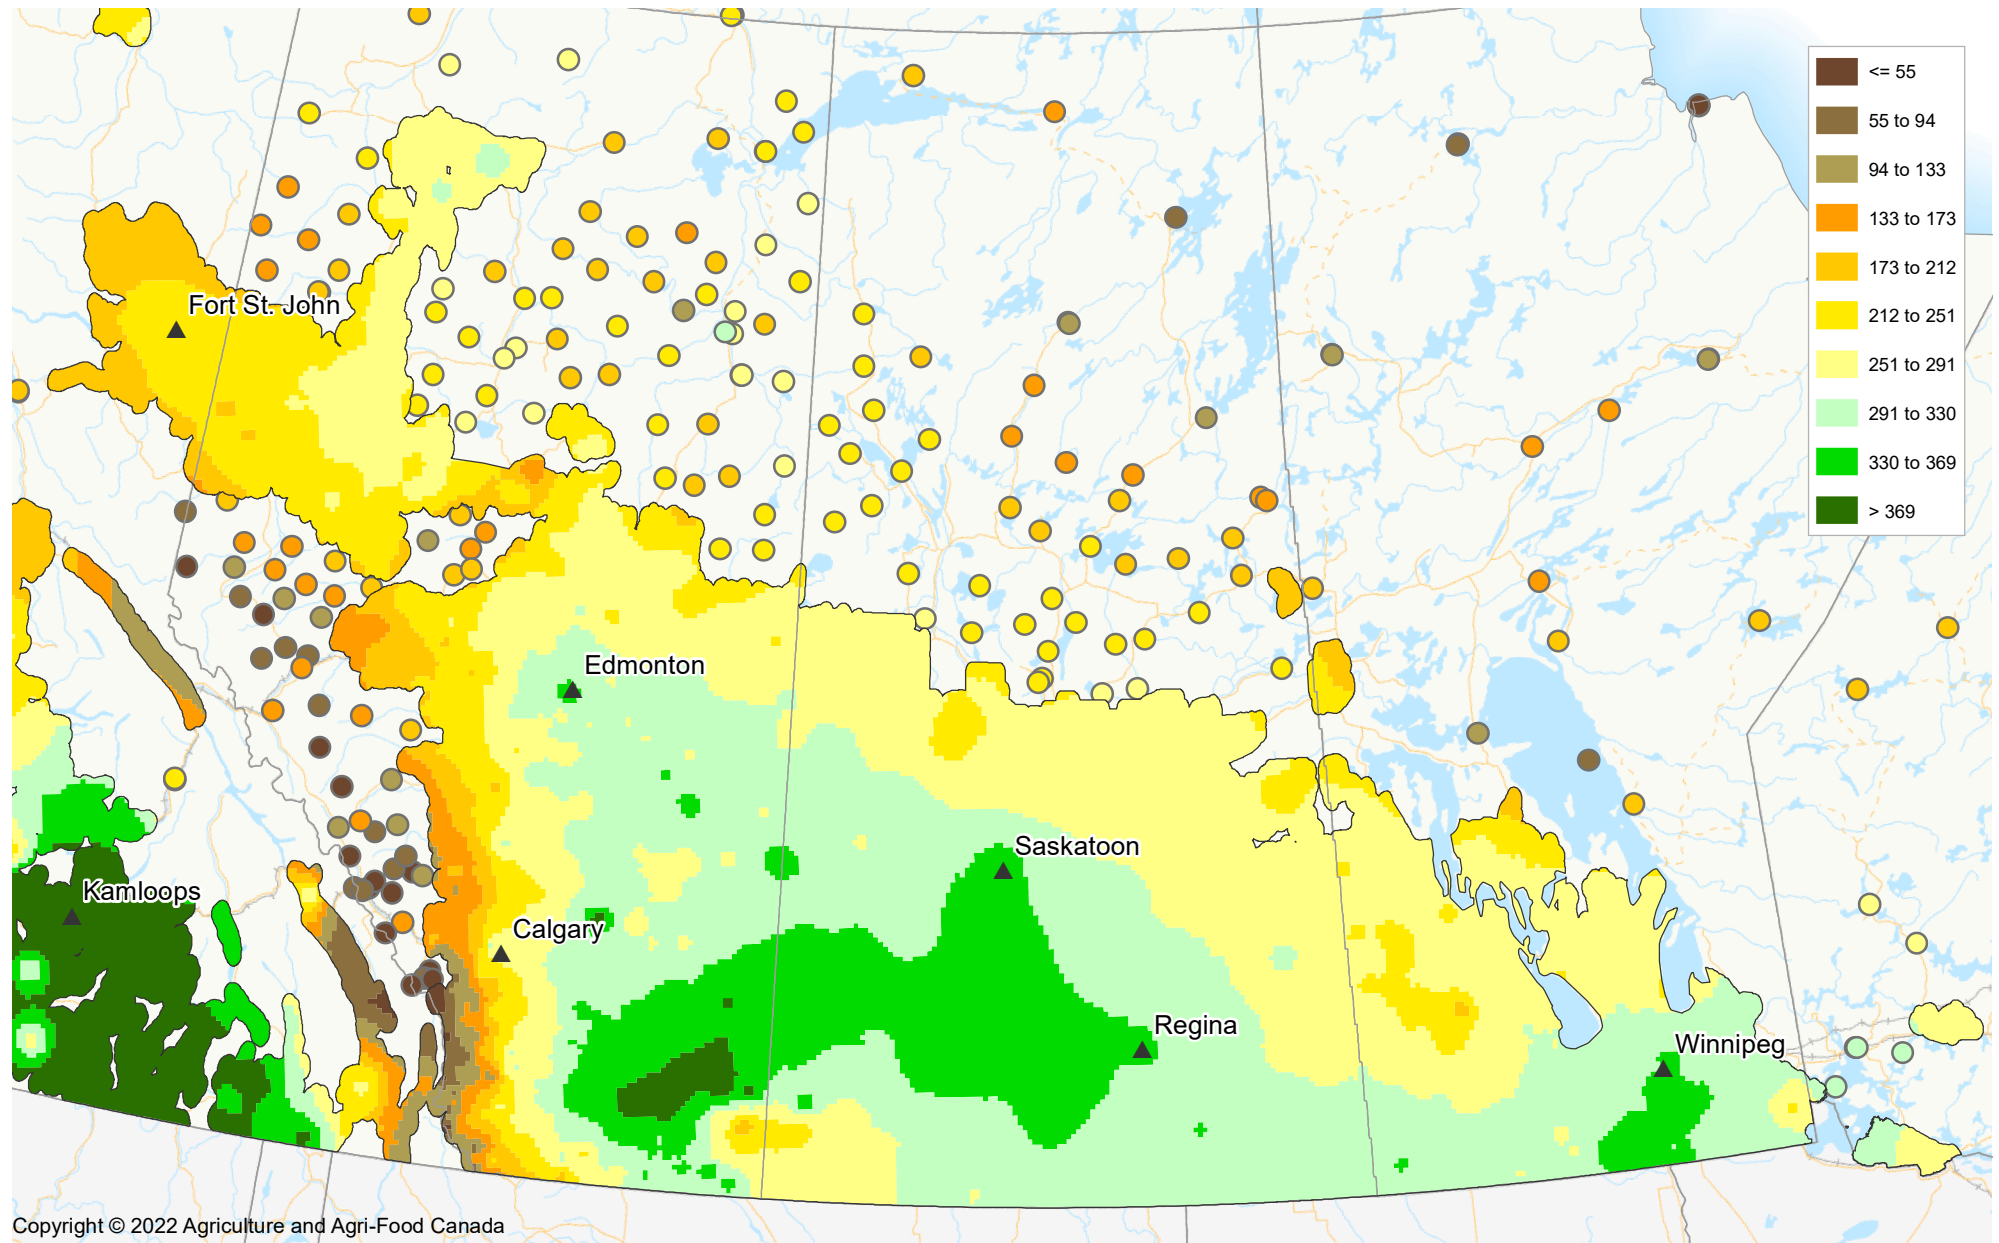 <= 55
55 to 94
94 to 133
133 to 173
173 to 212
212 to 251
251 to 291
291 to 330
330 to 369
> 369
Fort St. John
Edmonton
Saskatoon
Kamloops
Calgary
Regina
Winnipeg
Copyright © 2022 Agriculture and Agri-Food Canada